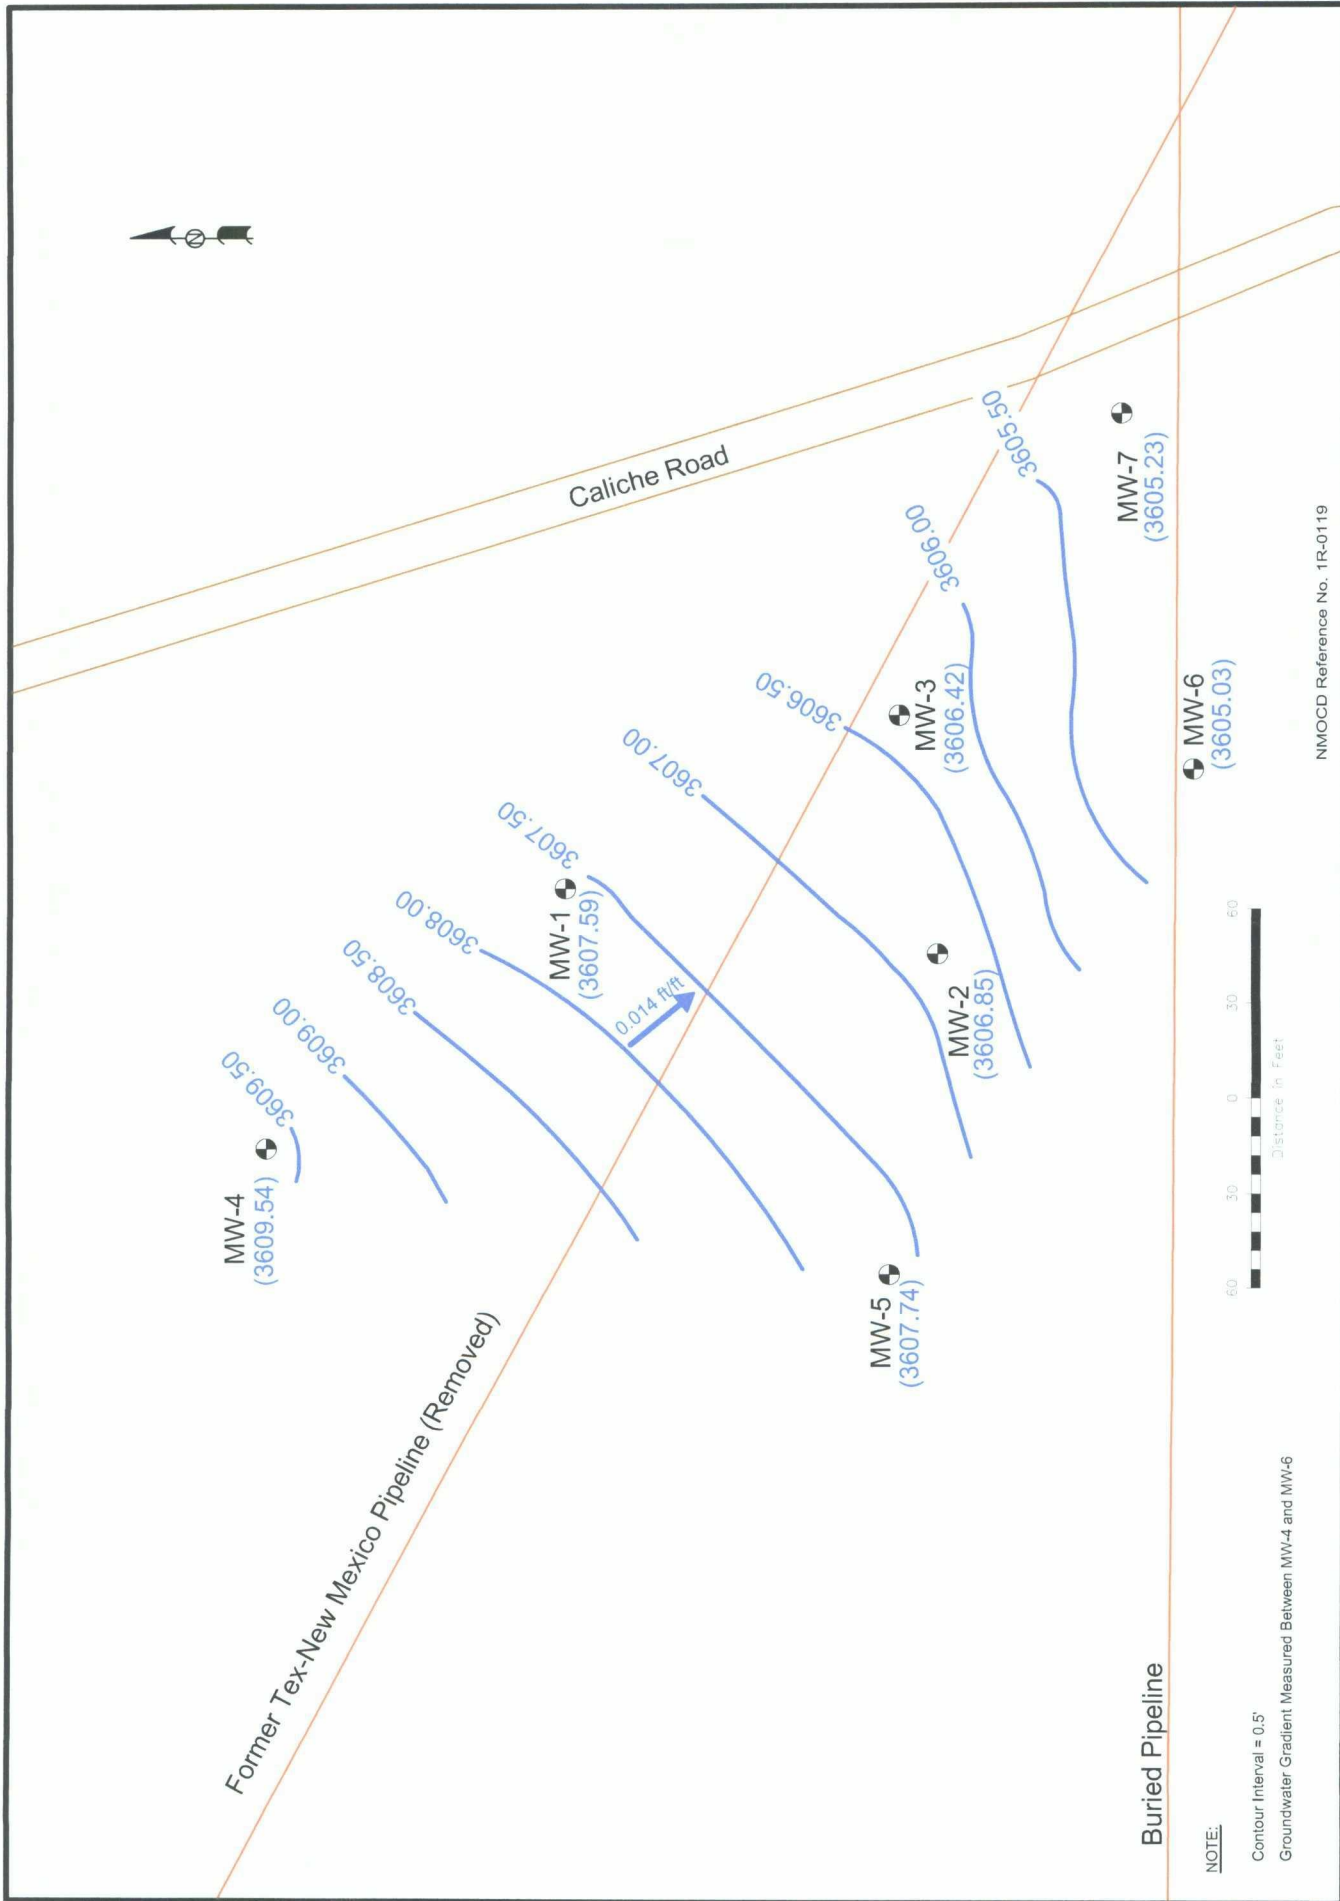 Former Tex-New Mexico Pipeline (Removed)
MW-4
(3609.54)
3609.50
3609.00
3608.50
3608.00
3607.50
3607.00
3606.50
3606.00
3605.50
MW-1
(3607.59)
0.014 ft/ft
Caliche Road
N
MW-5
(3607.74)
MW-2
(3606.85)
MW-3
(3606.42)
MW-7
(3605.23)
MW-6
(3605.03)
Buried Pipeline
NOTE:
Contour Interval = 0.5'
Groundwater Gradient Measured Between MW-4 and MW-6
60 30 0 30 60
Distance in Feet
NMOCD Reference No. 1R-0119